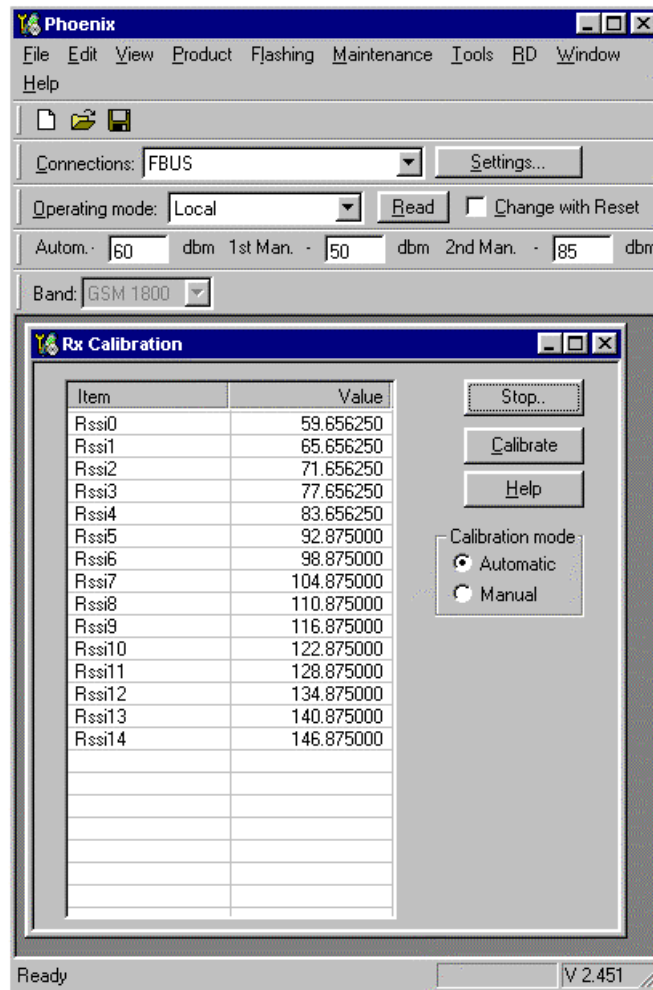 Phoenix
File Edit View Product Flashing Maintenance Tools RD Window
Help
Connections: FBUS Settings...
Operating mode: Local Read Change with Reset
Autom.- 60 dbm 1st Man. - 50 dbm 2nd Man. - 85 dbm
Band: GSM 1800
Rx Calibration
Item Value
Rssi0 59.656250
Rssi1 65.656250
Rssi2 71.656250
Rssi3 77.656250
Rssi4 83.656250
Rssi5 92.875000
Rssi6 98.875000
Rssi7 104.875000
Rssi8 110.875000
Rssi9 116.875000
Rssi10 122.875000
Rssi11 128.875000
Rssi12 134.875000
Rssi13 140.875000
Rssi14 146.875000
Stop..
Calibrate
Help
Calibration mode
Automatic
Manual
Ready V 2.451